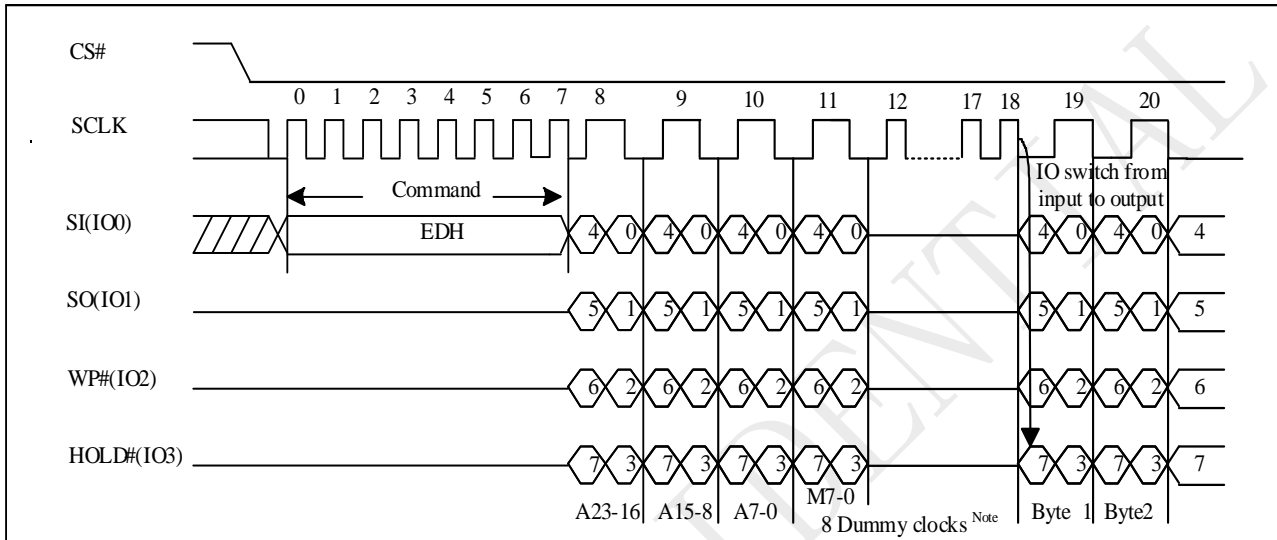 CS#
0 1 2 3 4 5 6 7 8 9 10 11 12 17 18 19 20
SCLK
Command
IO switch from
input to output
SI(IO0)
EDH
4 0 4 0 4 0 4 0 4 0 4 0 4
SO(IO1)
5 1 5 1 5 1 5 1 5 1 5 1 5
WP#(IO2)
6 2 6 2 6 2 6 2 6 2 6 2 6
HOLD#(IO3)
7 3 7 3 7 3 7 3 7 3 7 3 7
A23-16 A15-8 A7-0 M7-0
8 Dummy clocks Note
Byte 1 Byte2
IDENTIAL